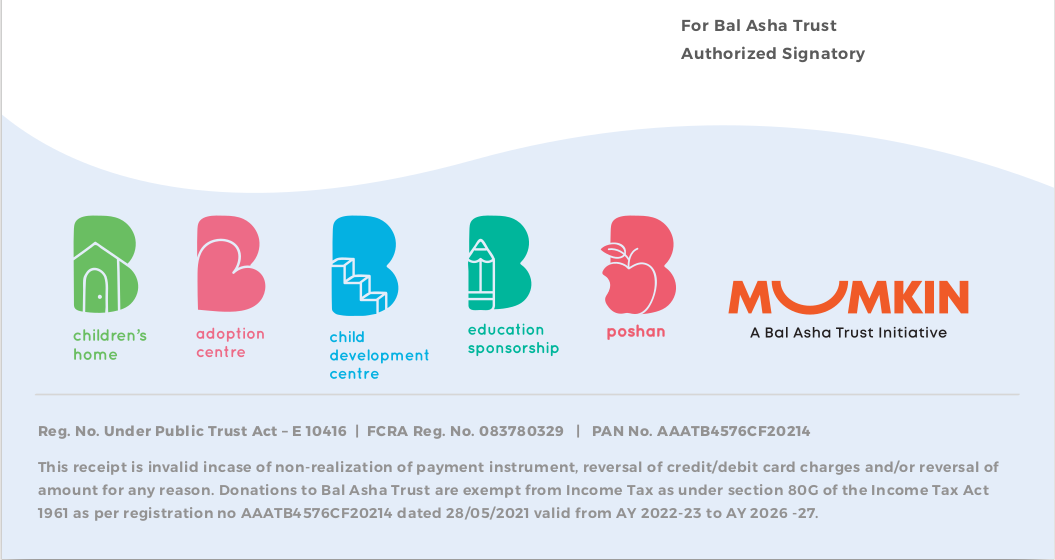 For Bal Asha Trust
Authorized Signatory
children's
home
adoption
centre
child
development
centre
education
sponsorship
poshan
MUMKIN
A Bal Asha Trust Initiative
Reg. No. Under Public Trust Act – E 10416 | FCRA Reg. No. 083780329 | PAN No. AAATB4576CF20214
This receipt is invalid incase of non-realization of payment instrument, reversal of credit/debit card charges and/or reversal of
amount for any reason. Donations to Bal Asha Trust are exempt from Income Tax as under section 80G of the Income Tax Act
1961 as per registration no AAATB4576CF20214 dated 28/05/2021 valid from AY 2022-23 to AY 2026 -27.